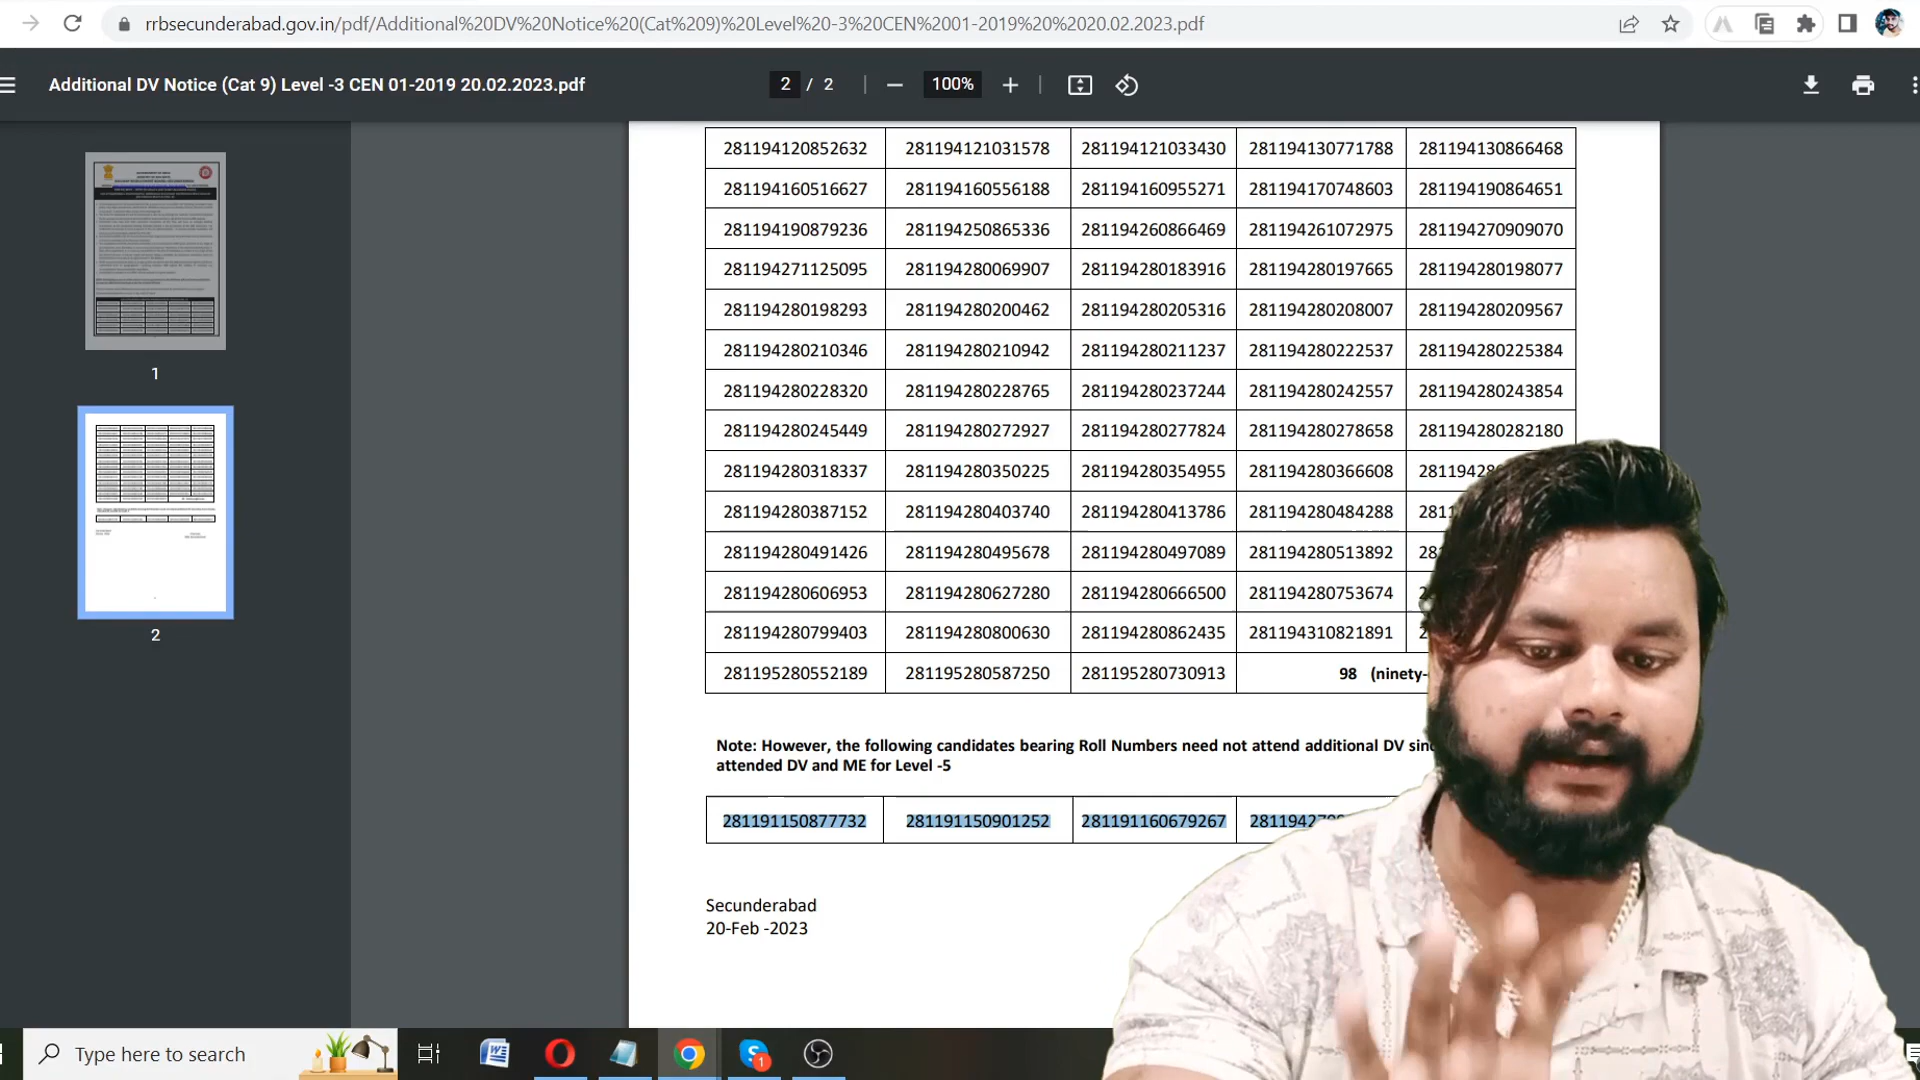 rrbsecunderabad.gov.in/pdf/Additional%20DV%20Notice%20(Cat%209)%20Level%20-3%20CEN%2001-2019%20%2020.02.2023.pdf
Additional DV Notice (Cat 9) Level -3 CEN 01-2019 20.02.2023.pdf
2 / 2
100%
1
2
281194120852632 281194121031578 281194121033430 281194130771788 281194130866468
281194160516627 281194160556188 281194160955271 281194170748603 281194190864651
281194190879236 281194250865336 281194260866469 281194261072975 281194270909070
281194271125095 281194280069907 281194280183916 281194280197665 281194280198077
281194280198293 281194280200462 281194280205316 281194280208007 281194280209567
281194280210346 281194280210942 281194280211237 281194280222537 281194280225384
281194280228320 281194280228765 281194280237244 281194280242557 281194280243854
281194280245449 281194280272927 281194280277824 281194280278658 281194280282180
281194280318337 281194280350225 281194280354955 281194280366608
281194280387152 281194280403740 281194280413786 281194280484288
281194280491426 281194280495678 281194280497089 281194280513892
281194280606953 281194280627280 281194280666500 281194280753674
281194280799403 281194280800630 281194280862435 281194310821891
281195280552189 281195280587250 281195280730913 98 (ninety-
Note: However, the following candidates bearing Roll Numbers need not attend additional DV
attended DV and ME for Level -5
281191150877732 281191150901252 281191160679267
Secunderabad
20-Feb -2023
Type here to search
1